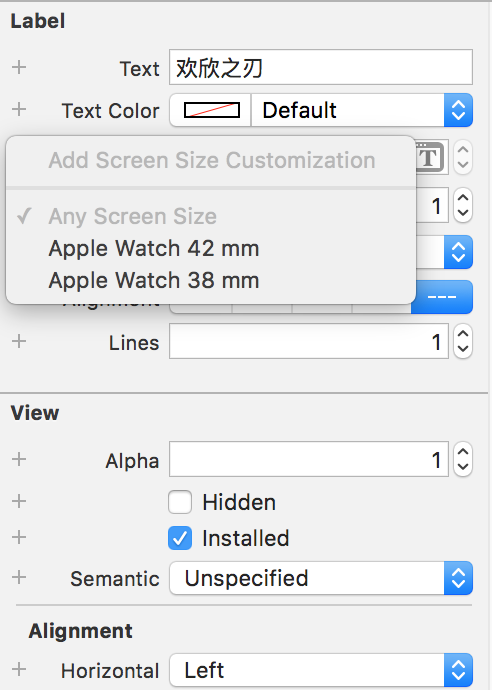 Label
Text 欢欣之刃
Text Color Default
Add Screen Size Customization
T
✓ Any Screen Size
1
Apple Watch 42 mm
Apple Watch 38 mm
Alignment ---
Lines 1
View
Alpha 1
Hidden
Installed
Semantic Unspecified
Alignment
Horizontal Left